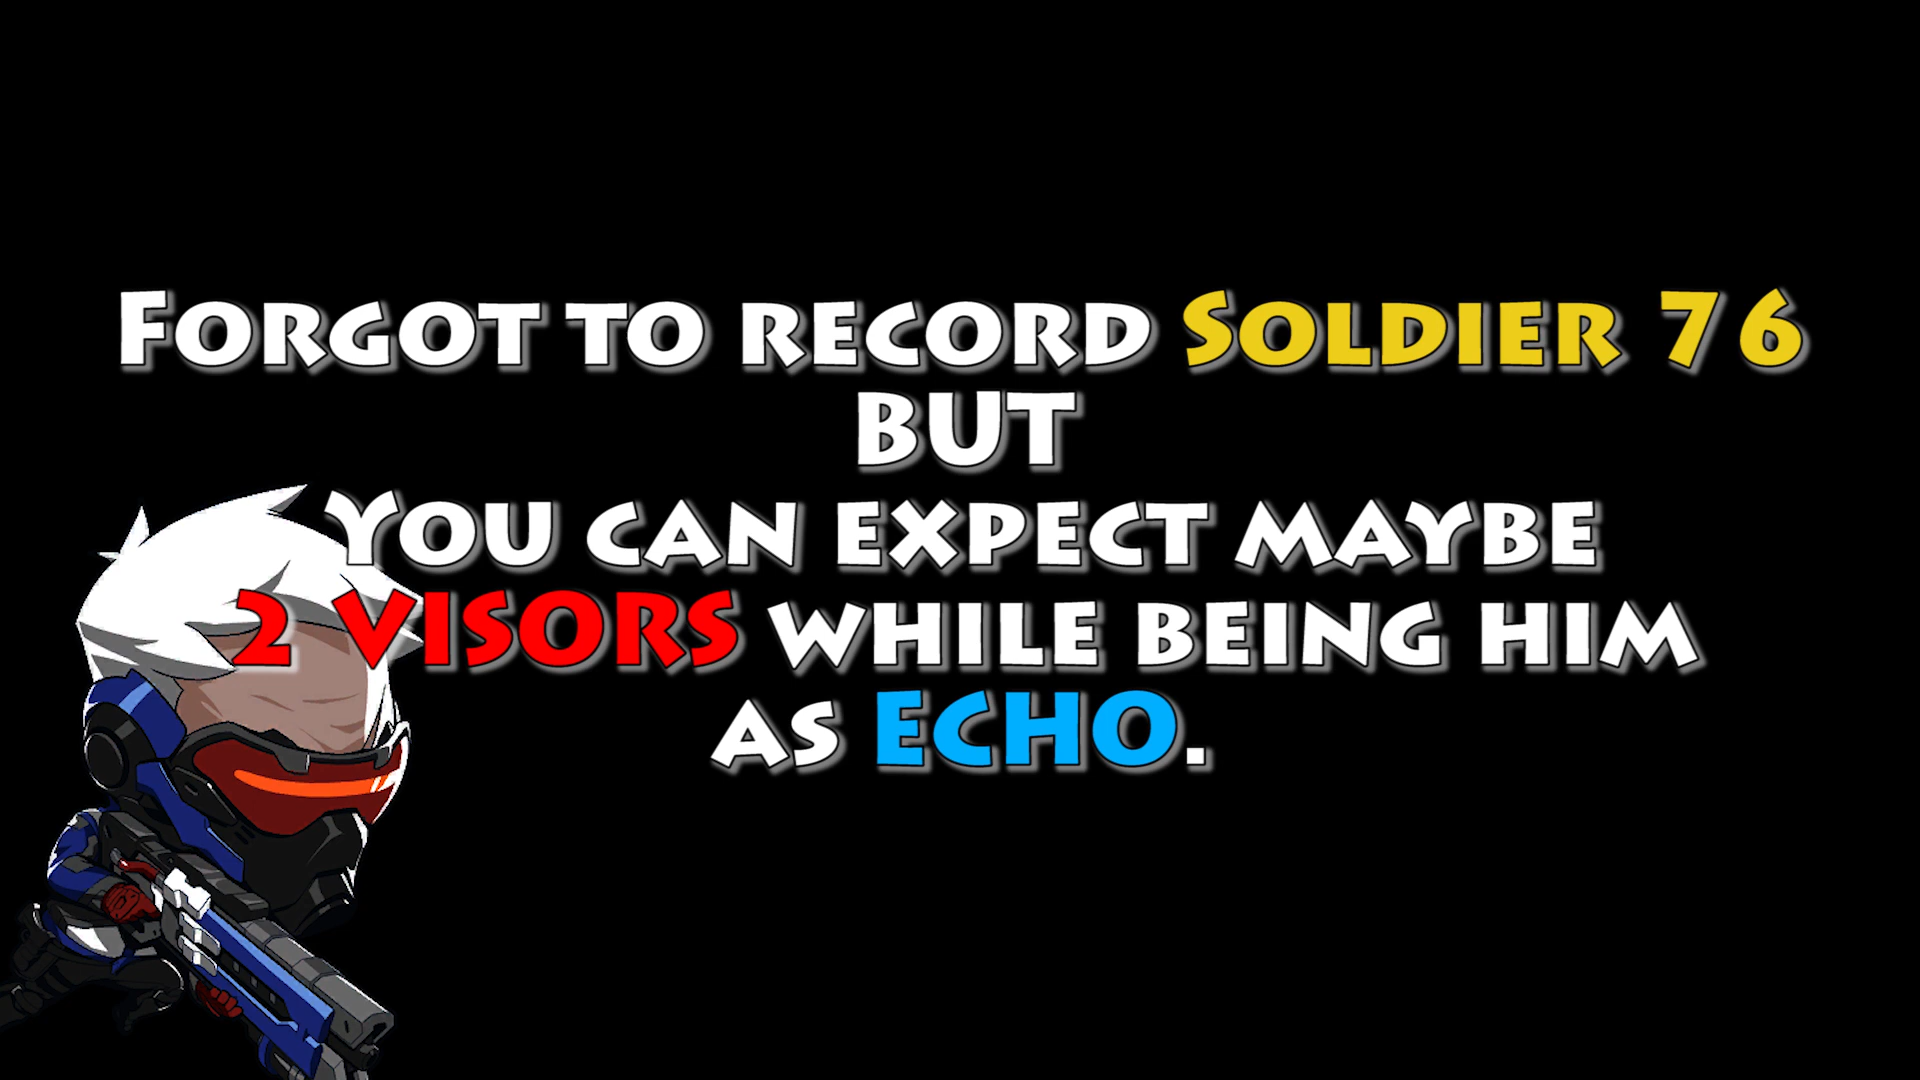 Forgot to record Soldier 76
but
You can expect maybe
2 Visors while being him
as Echo.